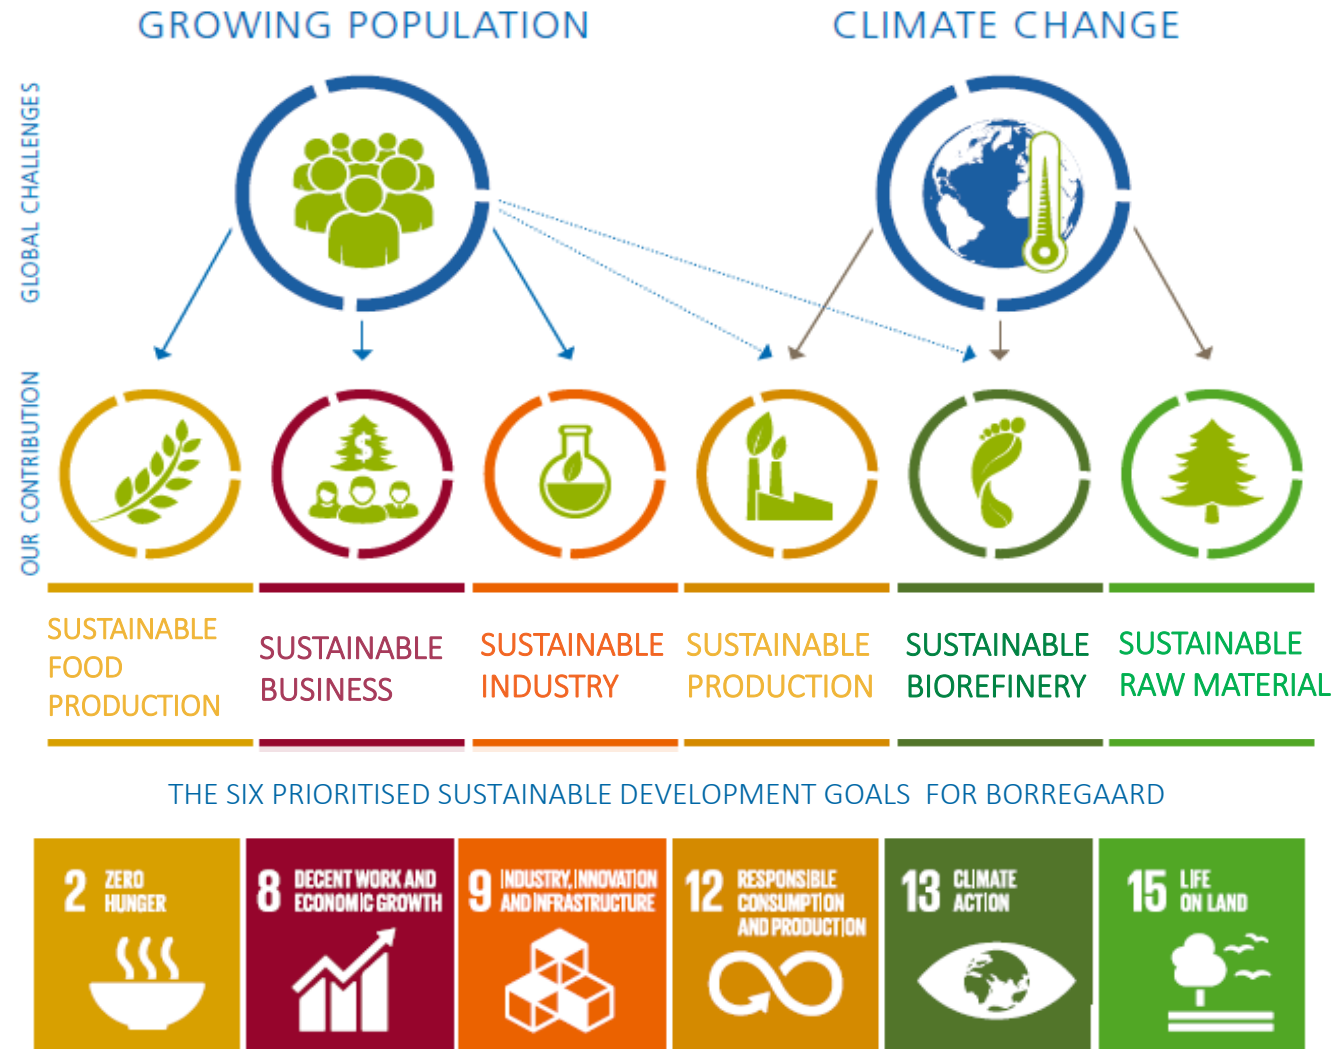 GROWING POPULATION
CLIMATE CHANGE
GLOBAL CHALLENGES
OUR CONTRIBUTION
$
SUSTAINABLE
FOOD
PRODUCTION
SUSTAINABLE
BUSINESS
SUSTAINABLE
INDUSTRY
SUSTAINABLE
PRODUCTION
SUSTAINABLE
BIOREFINERY
SUSTAINABLE
RAW MATERIAL
THE SIX PRIORITISED SUSTAINABLE DEVELOPMENT GOALS FOR BORREGAARD
2 ZERO
HUNGER
8 DECENT WORK AND
ECONOMIC GROWTH
9 INDUSTRY, INNOVATION
AND INFRASTRUCTURE
12 RESPONSIBLE
CONSUMPTION
AND PRODUCTION
13 CLIMATE
ACTION
15 LIFE
ON LAND